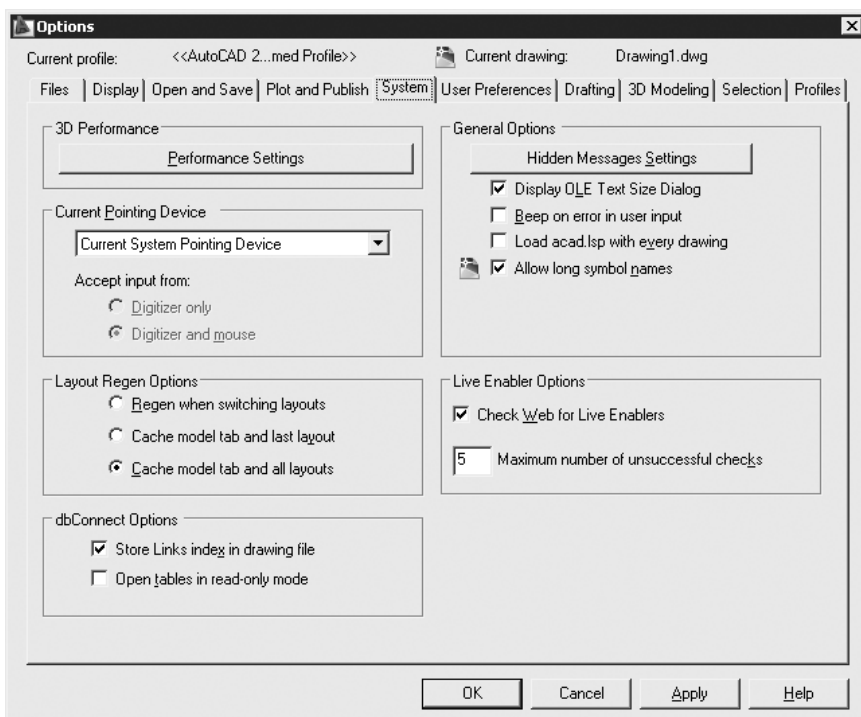 Options
Current profile: <<AutoCAD 2...med Profile>> Current drawing: Drawing1.dwg
Files Display Open and Save Plot and Publish System User Preferences Drafting 3D Modeling Selection Profiles
3D Performance
Performance Settings
Current Pointing Device
Current System Pointing Device
Accept input from:
Digitizer only
Digitizer and mouse
Layout Regen Options
Regen when switching layouts
Cache model tab and last layout
Cache model tab and all layouts
dbConnect Options
Store Links index in drawing file
Open tables in read-only mode
General Options
Hidden Messages Settings
Display OLE Text Size Dialog
Beep on error in user input
Load acad.lsp with every drawing
Allow long symbol names
Live Enabler Options
Check Web for Live Enablers
5 Maximum number of unsuccessful checks
OK Cancel Apply Help